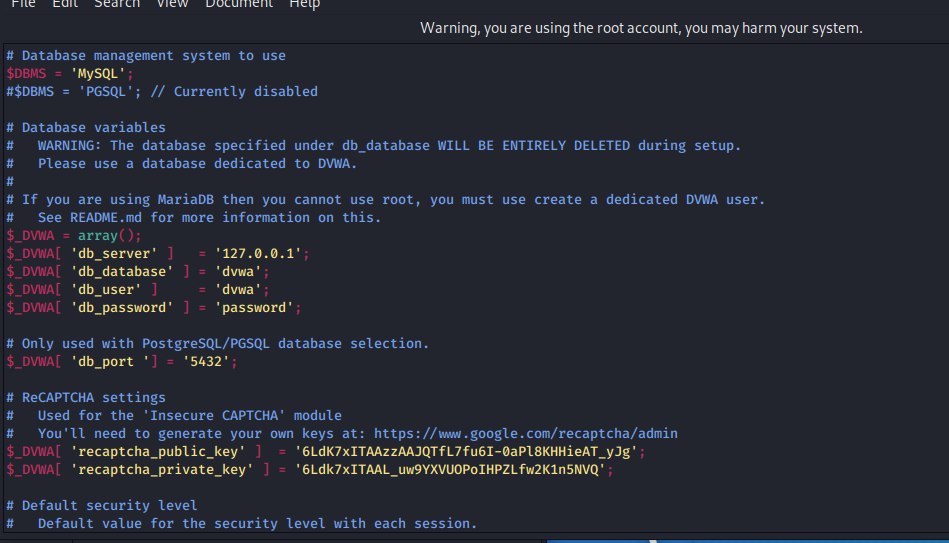 File Edit Search View Document Help
Warning, you are using the root account, you may harm your system.
# Database management system to use
$DBMS = 'MySQL';
#$DBMS = 'PGSQL'; // Currently disabled
# Database variables
#   WARNING: The database specified under db_database WILL BE ENTIRELY DELETED during setup.
#   Please use a database dedicated to DVWA.
#
# If you are using MariaDB then you cannot use root, you must use create a dedicated DVWA user.
#   See README.md for more information on this.
$_DVWA = array();
$_DVWA[ 'db_server' ]   = '127.0.0.1';
$_DVWA[ 'db_database' ] = 'dvwa';
$_DVWA[ 'db_user' ]     = 'dvwa';
$_DVWA[ 'db_password' ] = 'password';
# Only used with PostgreSQL/PGSQL database selection.
$_DVWA[ 'db_port '] = '5432';
# ReCAPTCHA settings
#   Used for the 'Insecure CAPTCHA' module
#   You'll need to generate your own keys at: https://www.google.com/recaptcha/admin
$_DVWA[ 'recaptcha_public_key' ]  = '6LdK7xITAAzzAAJQTfL7fu6I-0aPl8KHHieAT_yJg';
$_DVWA[ 'recaptcha_private_key' ] = '6LdK7xITAAL_uw9YXVUOPoIHPZLfw2K1n5NVQ';
# Default security level
#   Default value for the security level with each session.